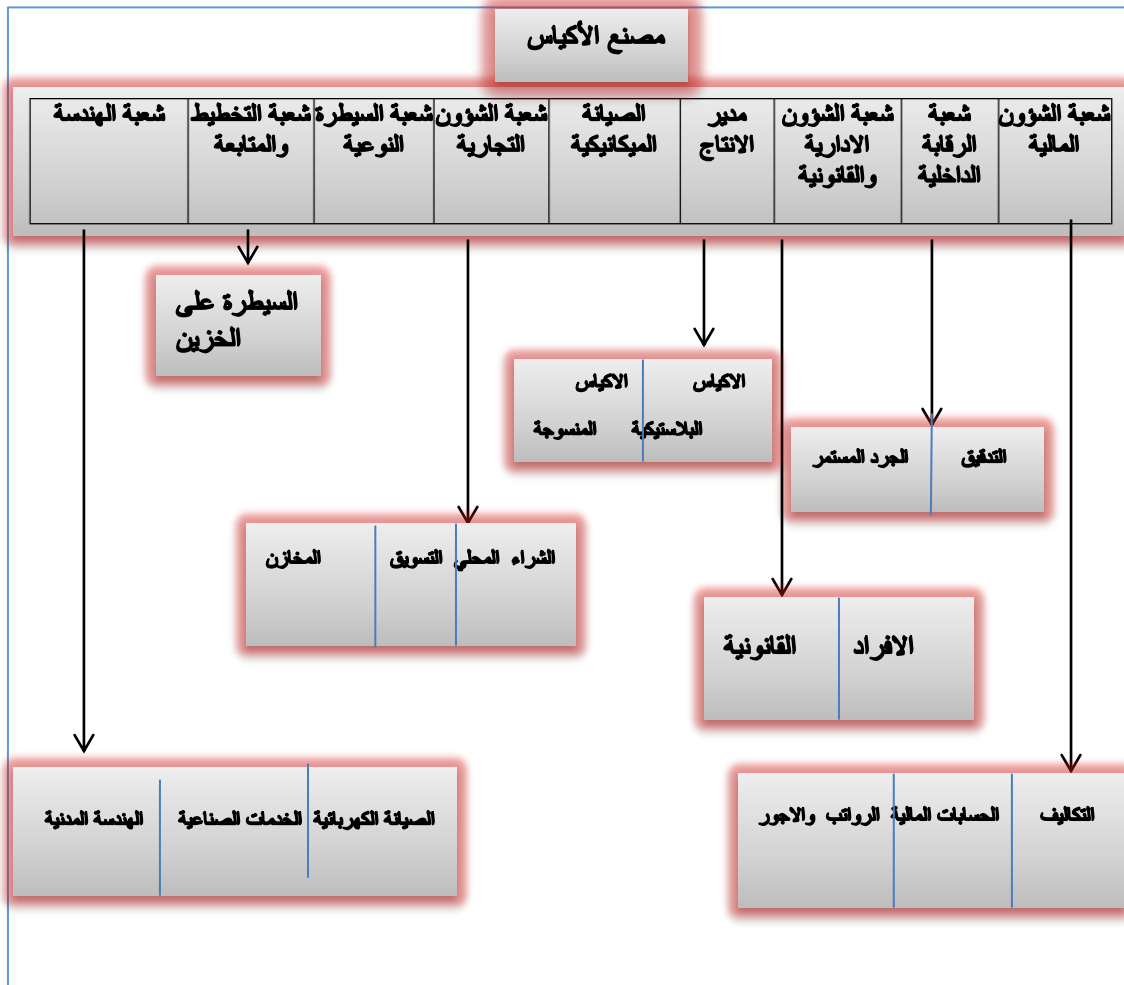 مصنع الأكياس
شعبة الشؤون
المالية
شعبة
الرقابة
الداخلية
شعبة الشؤون
الادارية
والقانونية
مدير
الانتاج
الصيانة
الميكانيكية
شعبة الشؤون
التجارية
شعبة السيطرة
النوعية
شعبة التخطيط
والمتابعة
شعبة الهندسة
السيطرة على
الخزين
الاكياس
البلاستيكية
الاكياس
المنسوجة
التدقيق
الجرد المستمر
الشراء المحلي
التسويق
المخازن
الافراد
القانونية
التكاليف
الحسابات المالية
الرواتب والاجور
الصيانة الكهربائية
الخدمات الصناعية
الهندسة المدنية